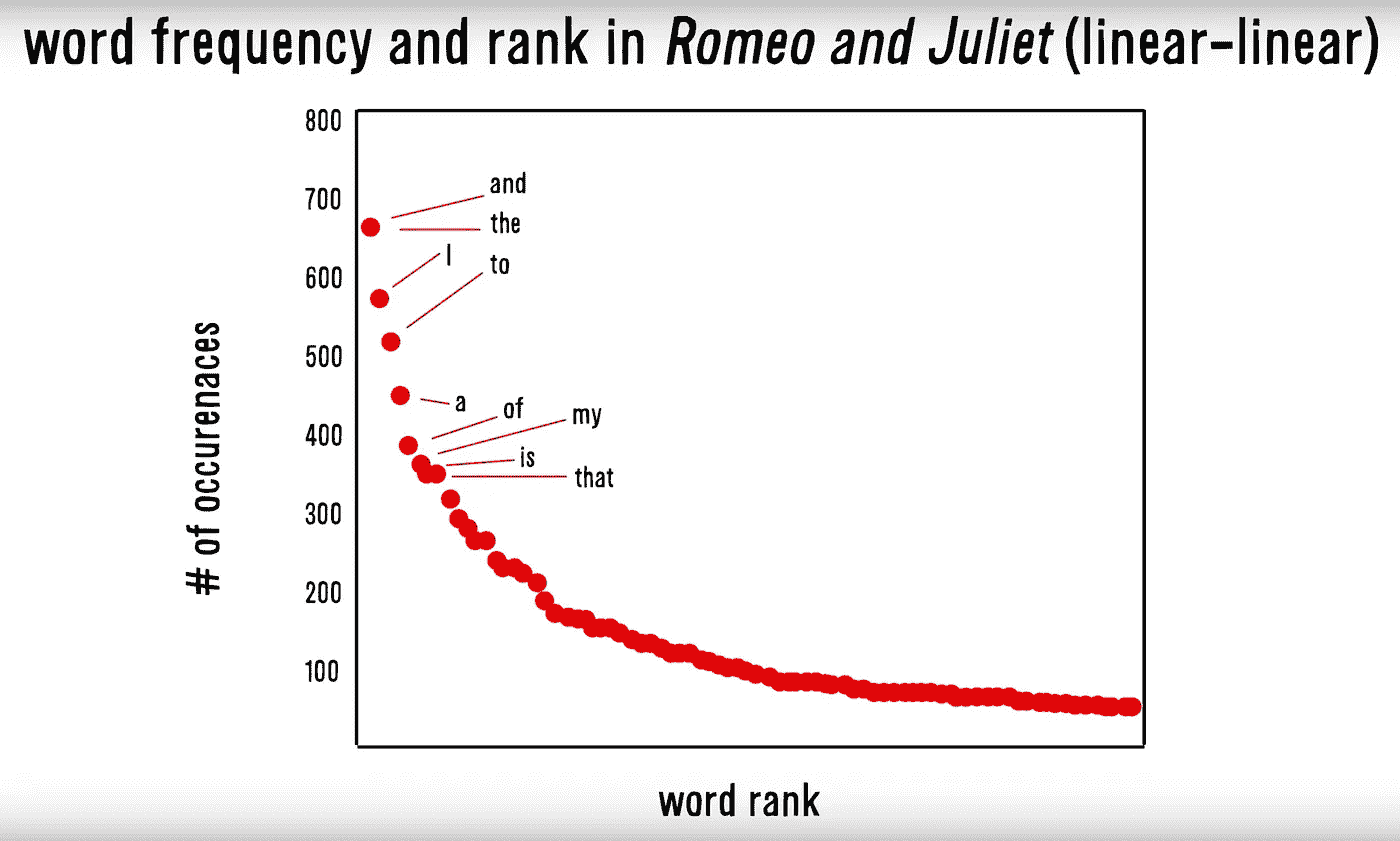 word frequency and rank in Romeo and Juliet (linear–linear)
800
700
600
500
400
300
200
100
# of occurenaces
and
the
I
to
a
of
my
is
that
word rank